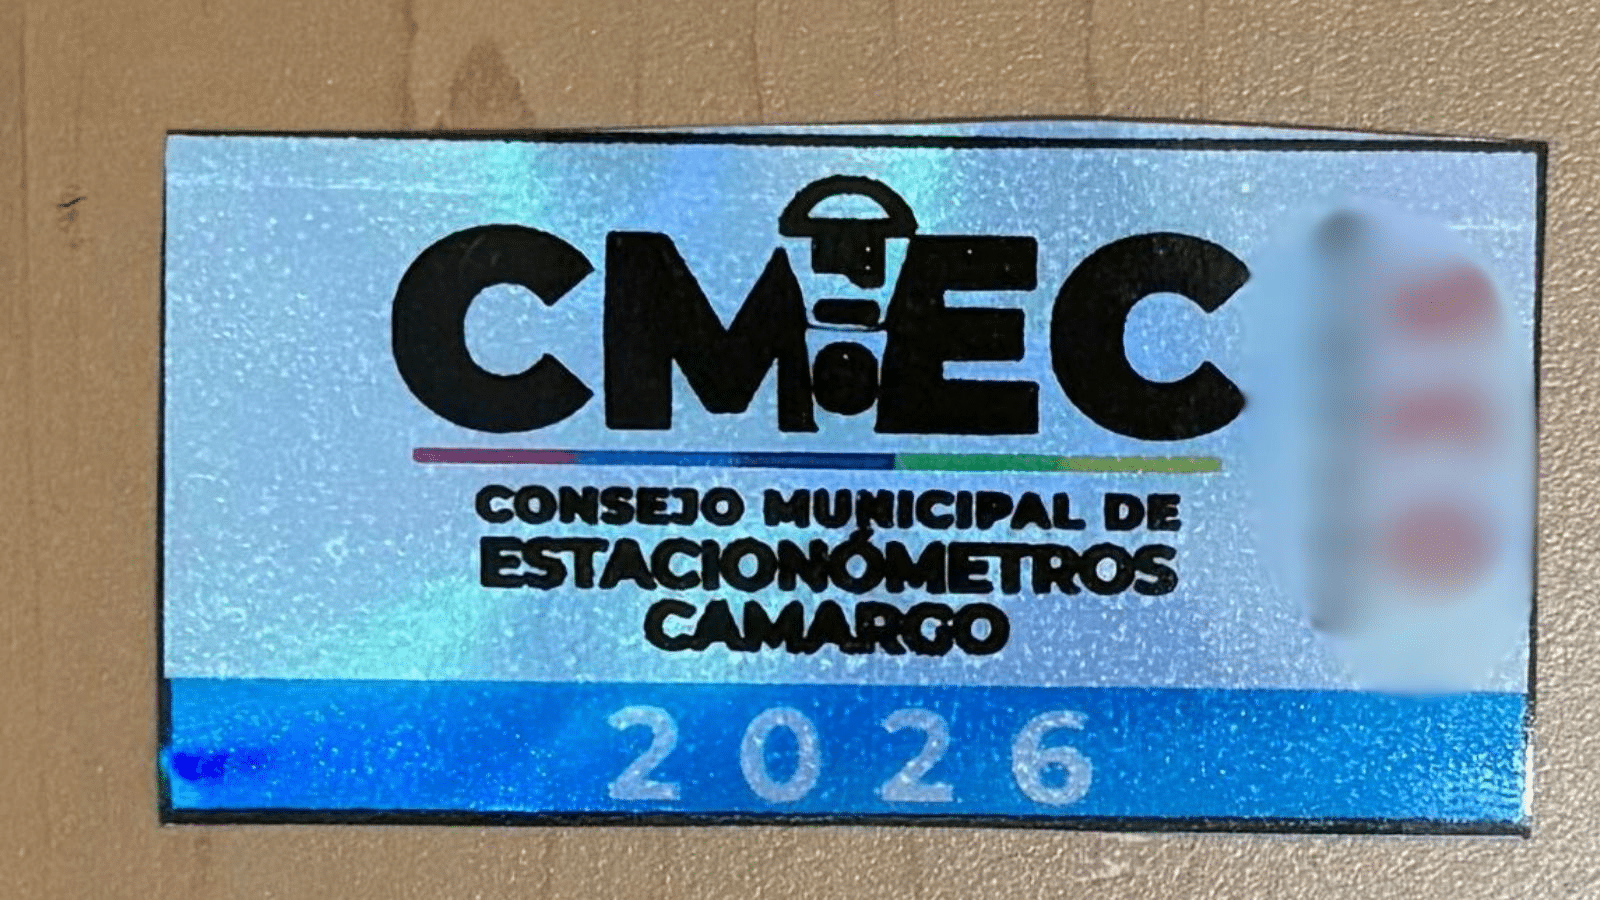 CMEC
CONSEJO MUNICIPAL DE
ESTACIONÓMETROS
CAMARGO
2026